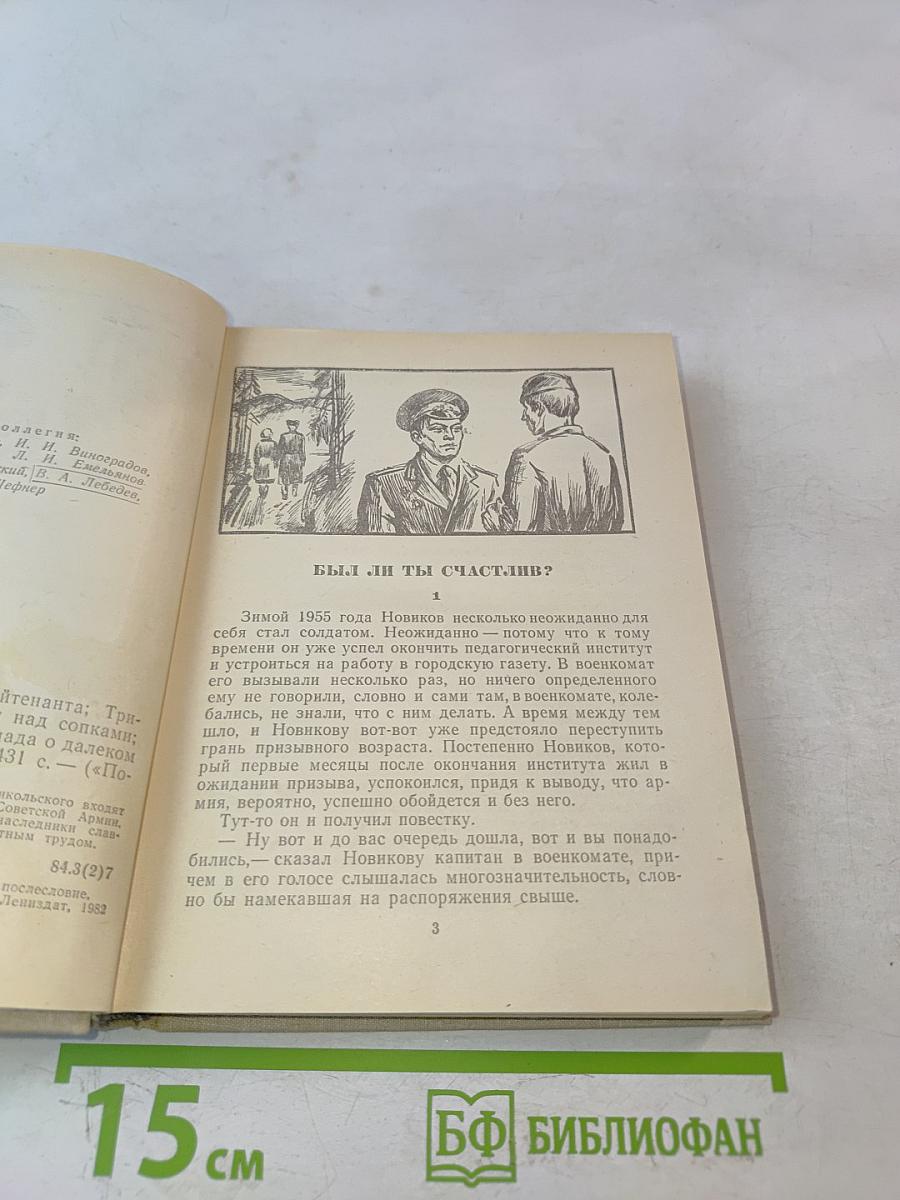 оллегия:
И. И. Виноградов,
Л. И. Емельянов
ский, В. А. Лебедев,
Шефнер
йтенанта; Три-
над сопками;
лада о далеком
431 с. — («По-
икольского входят
Советской Армии,
наследники слав-
тным трудом.
84.3(2)7
послесловие,
Лениздат, 1982
БЫЛ ЛИ ТЫ СЧАСТЛИВ?
1
Зимой 1955 года Новиков несколько неожиданно для
себя стал солдатом. Неожиданно — потому что к тому
времени он уже успел окончить педагогический институт
и устроиться на работу в городскую газету. В военкомат
его вызывали несколько раз, но ничего определенного
ему не говорили, словно и сами там, в военкомате, коле-
бались, не знали, что с ним делать. А время между тем
шло, и Новикову вот-вот уже предстояло переступить
грань призывного возраста. Постепенно Новиков, кото-
рый первые месяцы после окончания института жил в
ожидании призыва, успокоился, придя к выводу, что ар-
мия, вероятно, успешно обойдется и без него.
Тут-то он и получил повестку.
— Ну вот и до вас очередь дошла, вот и вы понадо-
бились,— сказал Новикову капитан в военкомате, при-
чем в его голосе слышалась многозначительность, слов-
но бы намекавшая на распоряжения свыше.
3
15 см
БФ БИБЛИОФАН